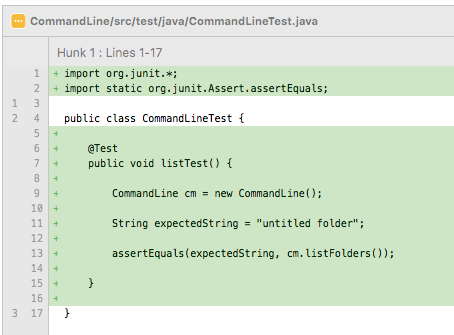 CommandLine/src/test/java/CommandLineTest.java
Hunk 1 : Lines 1-17
1 + import org.junit.*;
2 + import static org.junit.Assert.assertEquals;
1 3
2 4 public class CommandLineTest {
5 +
6 + @Test
7 + public void listTest() {
8 +
9 + CommandLine cm = new CommandLine();
10 +
11 + String expectedString = "untitled folder";
12 +
13 + assertEquals(expectedString, cm.listFolders());
14 +
15 + }
16 +
3 17 }